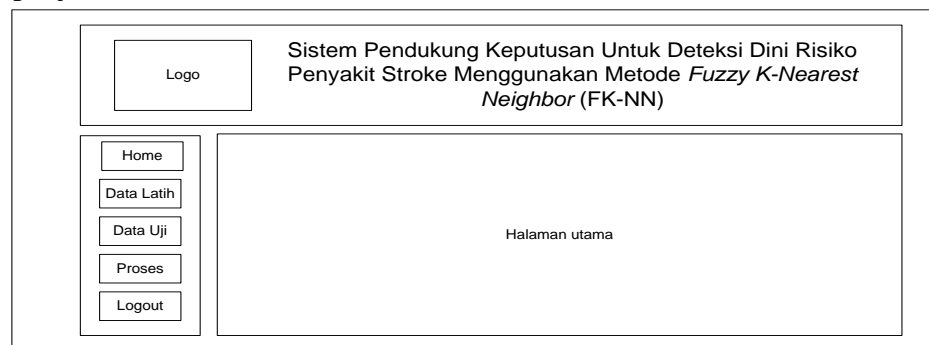 Logo
Sistem Pendukung Keputusan Untuk Deteksi Dini Risiko
Penyakit Stroke Menggunakan Metode Fuzzy K-Nearest
Neighbor (FK-NN)
Home
Data Latih
Data Uji
Proses
Logout
Halaman utama